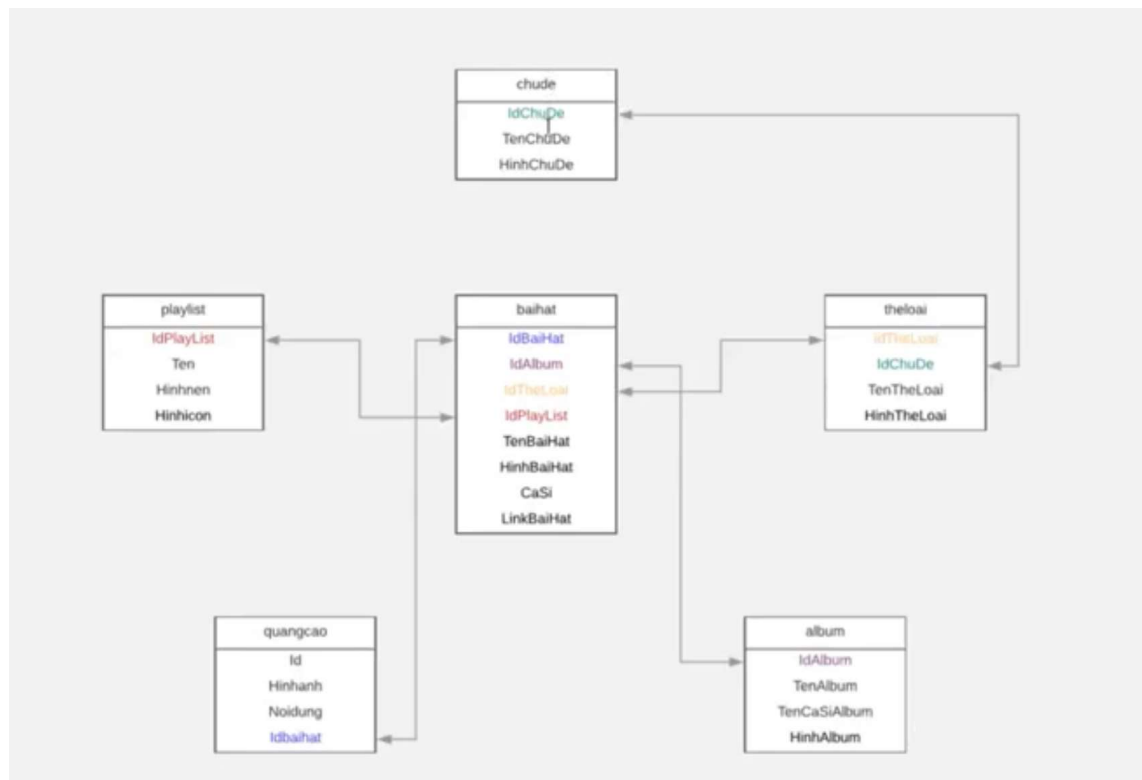 chude
IdChuDe
TenChuDe
HinhChuDe
playlist
IdPlayList
Ten
Hinhnen
Hinhicon
baihat
IdBaiHat
IdAlbum
IdTheLoai
IdPlayList
TenBaiHat
HinhBaiHat
CaSi
LinkBaiHat
theloai
IdTheLoai
IdChuDe
TenTheLoai
HinhTheLoai
quangcao
Id
Hinhanh
Noidung
Idbaihat
album
IdAlbum
TenAlbum
TenCaSiAlbum
HinhAlbum